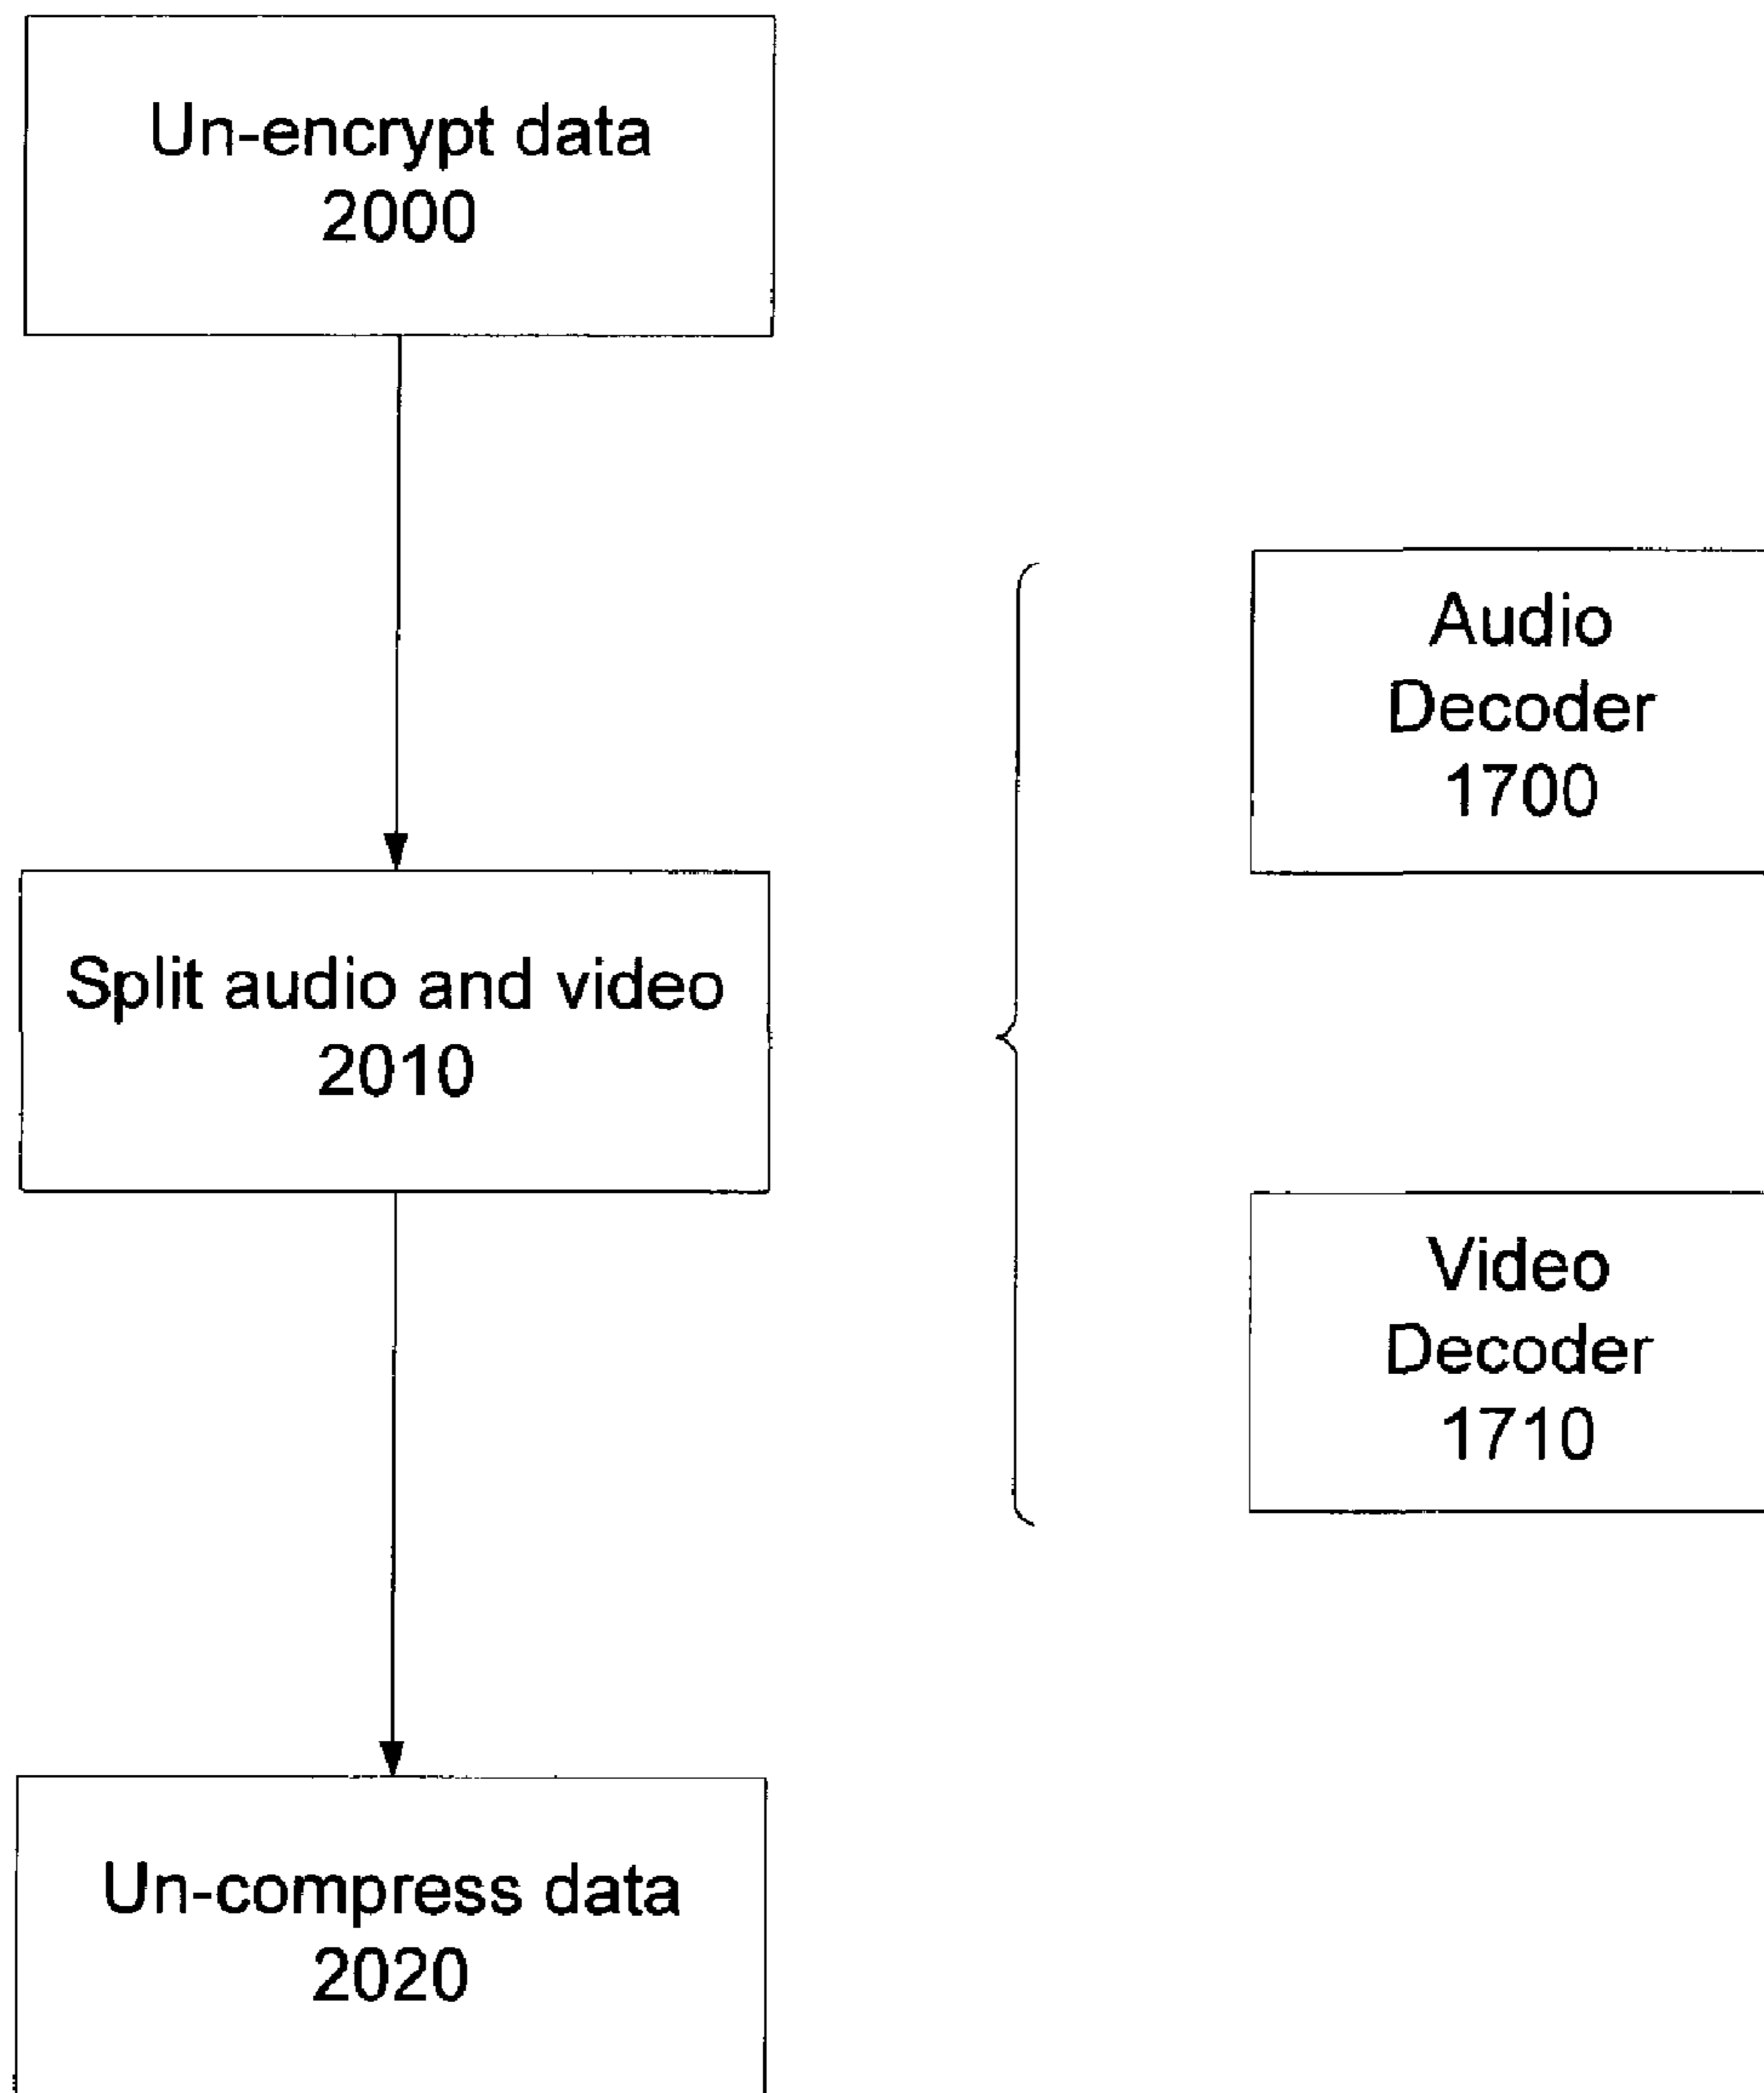 Un-encrypt data
2000
Audio
Decoder
1700
Split audio and video
2010
Video
Decoder
1710
Un-compress data
2020